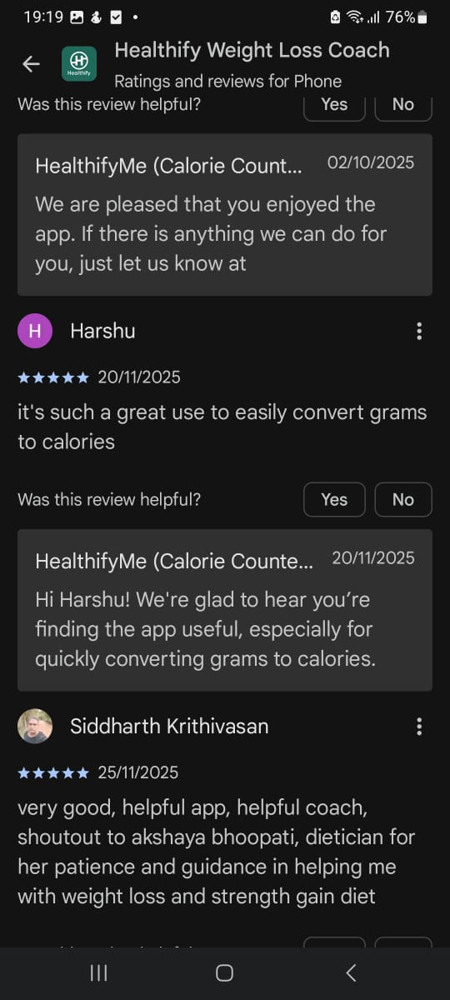 19:19 76%
Healthify Weight Loss Coach
Healthify
Ratings and reviews for Phone
Was this review helpful? Yes No
HealthifyMe (Calorie Count... 02/10/2025
We are pleased that you enjoyed the
app. If there is anything we can do for
you, just let us know at
H Harshu
20/11/2025
it's such a great use to easily convert grams
to calories
Was this review helpful? Yes No
HealthifyMe (Calorie Counte... 20/11/2025
Hi Harshu! We're glad to hear you’re
finding the app useful, especially for
quickly converting grams to calories.
Siddharth Krithivasan
25/11/2025
very good, helpful app, helpful coach,
shoutout to akshaya bhoopati, dietician for
her patience and guidance in helping me
with weight loss and strength gain diet